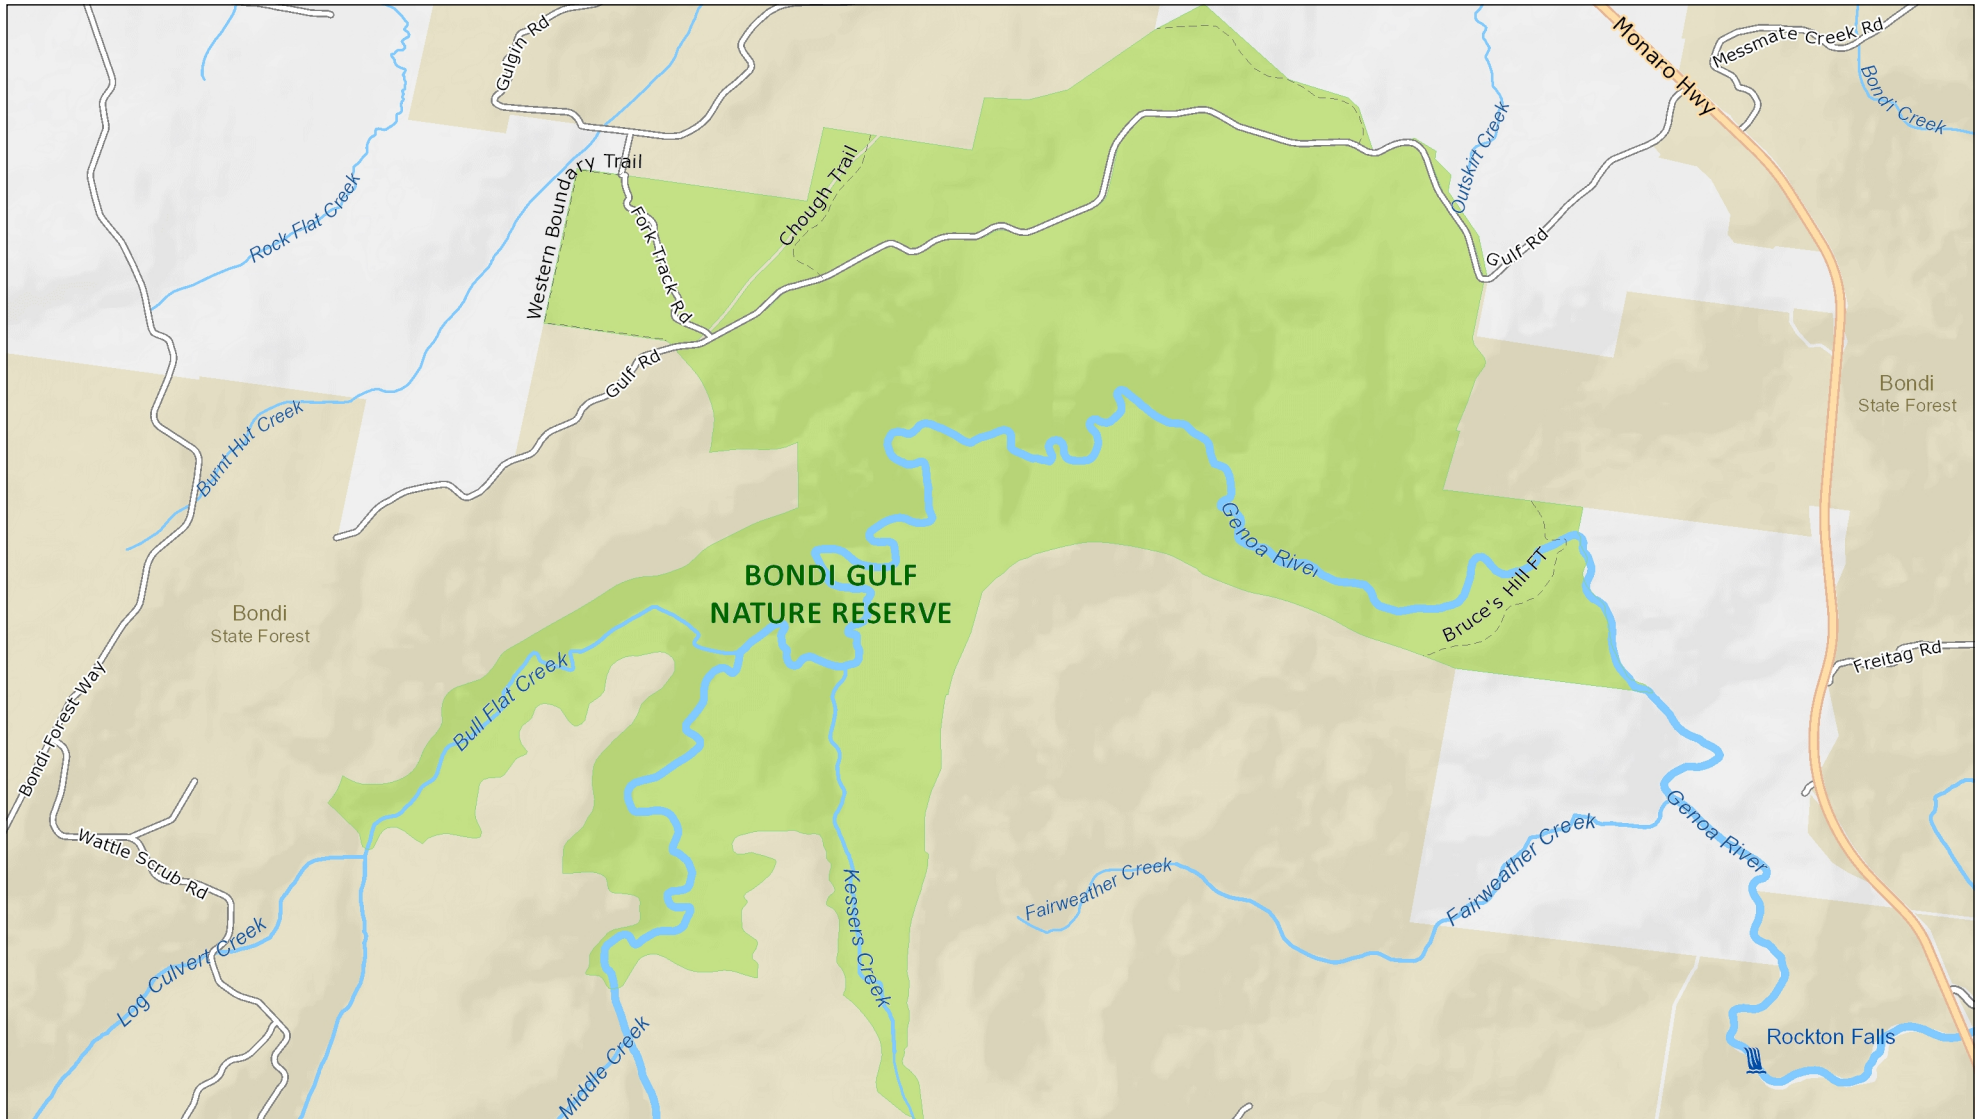 Gulgin Rd
Monaro Hwy
Messmate Creek Rd
Bondi Creek
Outskirt Creek
Western Boundary Trail
Chough Trail
Rock Flat Creek
Fork Track Rd
Gulf Rd
Gulf Rd
Bondi
State Forest
Burnt Hut Creek
Genoa River
BONDI GULF
NATURE RESERVE
Bruce's Hill FT
Bondi
State Forest
Freitag Rd
Bull Flat Creek
Bondi-Forest-Way
Genoa River
Wattle Scrub Rd
Fairweather Creek
Fairweather Creek
Kessers Creek
Log Culvert Creek
Middle Creek
Rockton Falls